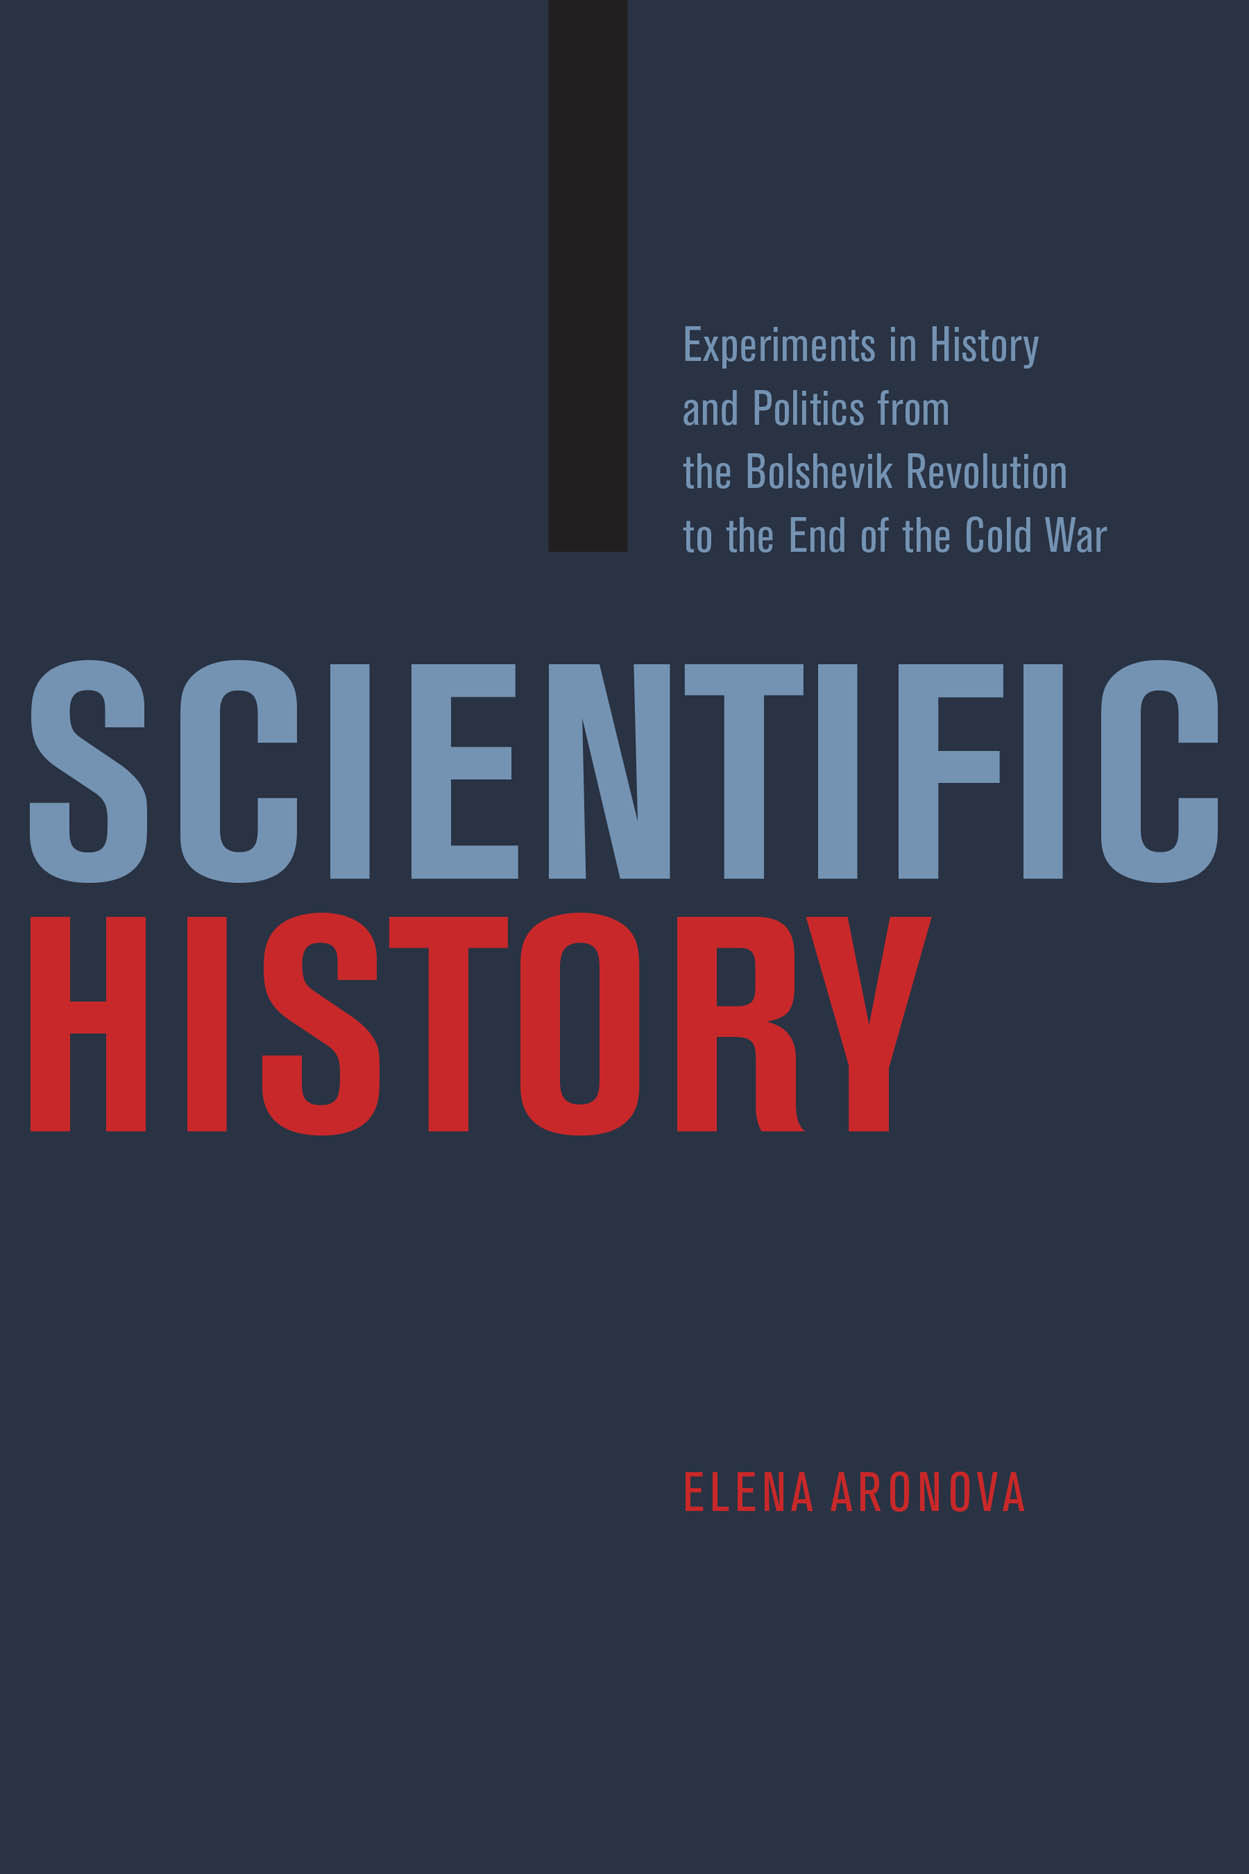 Experiments in History
and Politics from
the Bolshevik Revolution
to the End of the Cold War
SCIENTIFIC
HISTORY
ELENA ARONOVA